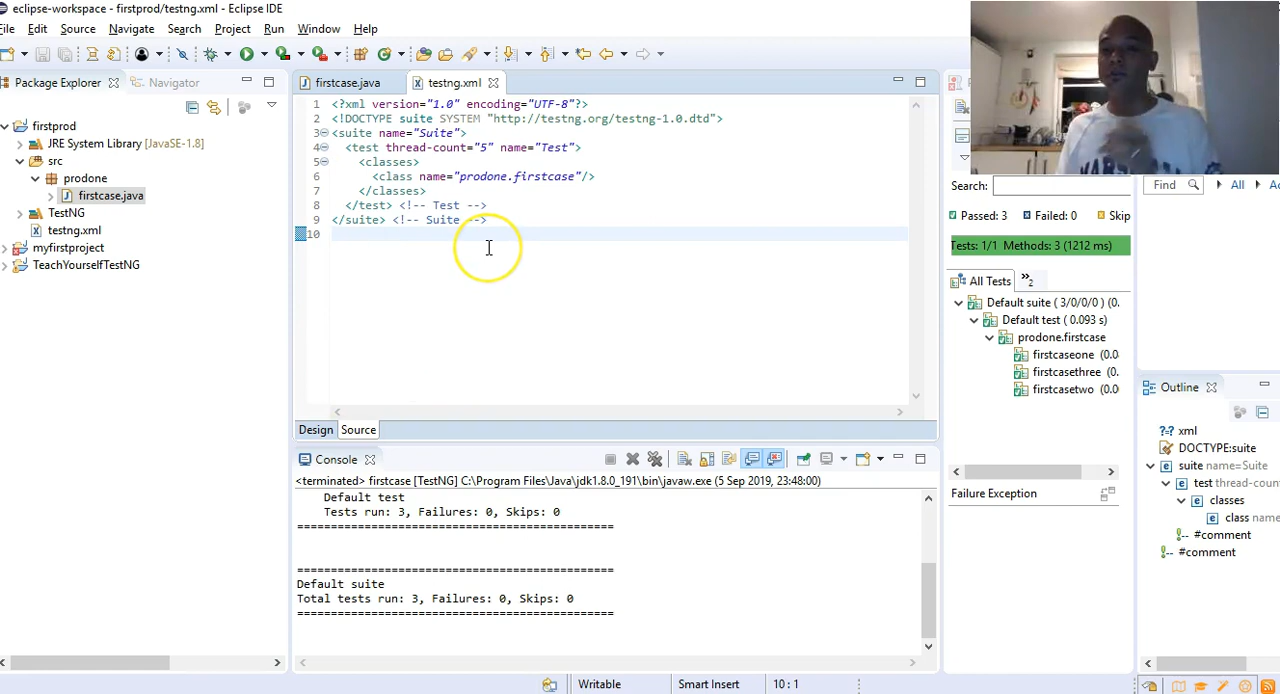 eclipse-workspace - firstprod/testng.xml - Eclipse IDE
File Edit Source Navigate Search Project Run Window Help
Package Explorer
Navigator
firstprod
JRE System Library [JavaSE-1.8]
src
prodone
firstcase.java
TestNG
testng.xml
myfirstproject
TeachYourselfTestNG
firstcase.java
testng.xml
1 <?xml version="1.0" encoding="UTF-8"?>
2 <!DOCTYPE suite SYSTEM "http://testng.org/testng-1.0.dtd">
3 <suite name="Suite">
4 <test thread-count="5" name="Test">
5 <classes>
6 <class name="prodone.firstcase"/>
7 </classes>
8 </test> <!-- Test -->
9 </suite> <!-- Suite -->
10
Design
Source
Console
<terminated> firstcase [TestNG] C:\Program Files\Java\jdk1.8.0_191\bin\javaw.exe (5 Sep 2019, 23:48:00)
Default test
Tests run: 3, Failures: 0, Skips: 0
===============================================
===============================================
Default suite
Total tests run: 3, Failures: 0, Skips: 0
===============================================
Search:
Passed: 3 Failed: 0 Skip
Tests: 1/1 Methods: 3 (1212 ms)
All Tests
»2
Default suite ( 3/0/0/0 ) (0.
Default test ( 0.093 s)
prodone.firstcase
firstcaseone (0.0
firstcasethree (0.
firstcasetwo (0.0
Failure Exception
Find
All
Outline
xml
DOCTYPE:suite
suite name=Suite
test thread-count
classes
class name
#comment
#comment
Writable
Smart Insert
10 : 1